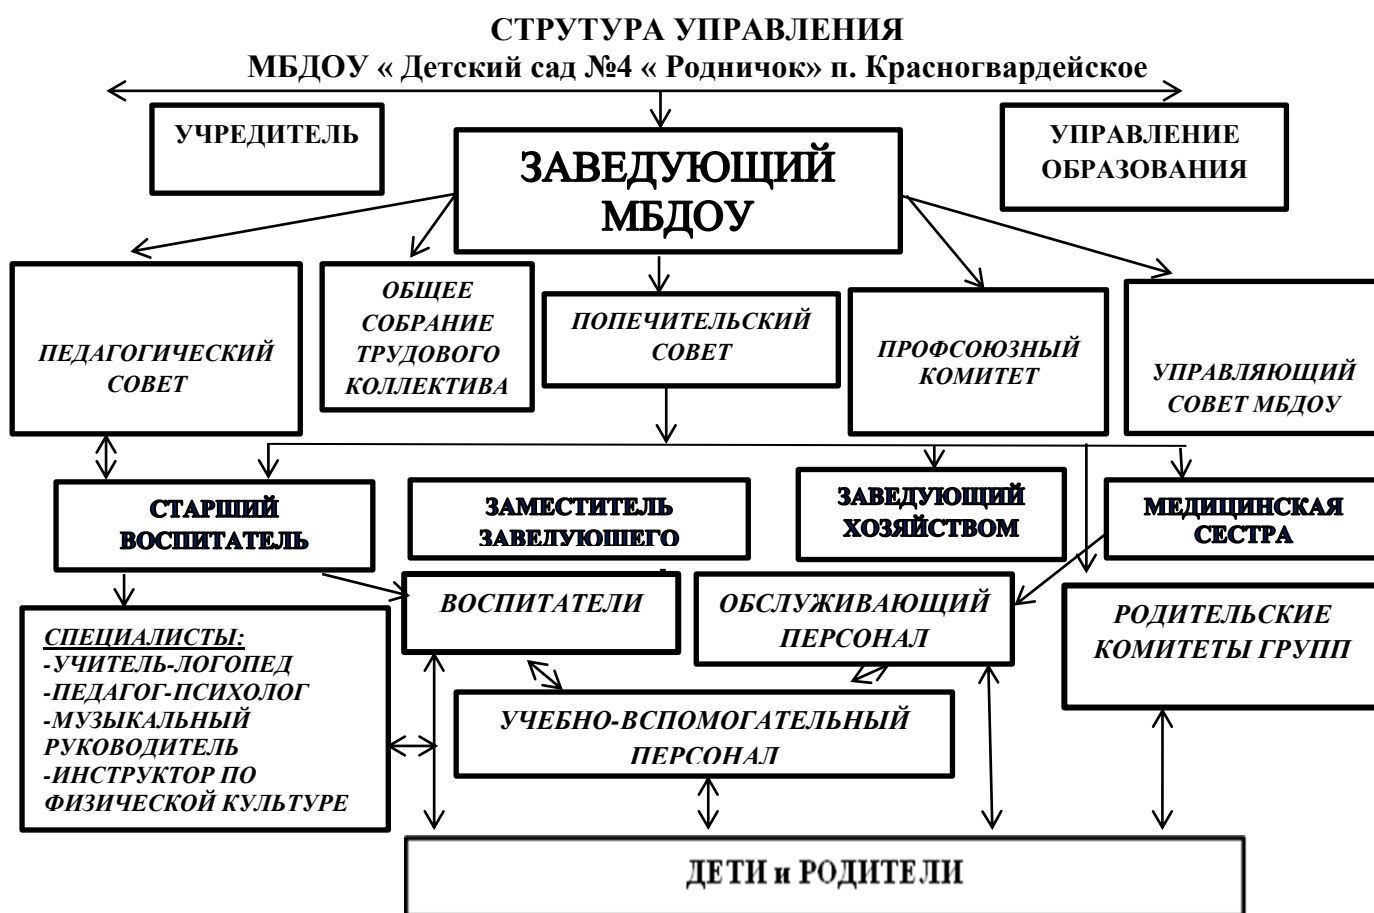 СТРУТУРА УПРАВЛЕНИЯ
МБДОУ « Детский сад №4 « Родничок» п. Красногвардейское
УЧРЕДИТЕЛЬ
ЗАВЕДУЮЩИЙ
МБДОУ
УПРАВЛЕНИЕ
ОБРАЗОВАНИЯ
ПЕДАГОГИЧЕСКИЙ
СОВЕТ
ОБЩЕЕ
СОБРАНИЕ
ТРУДОВОГО
КОЛЛЕКТИВА
ПОПЕЧИТЕЛЬСКИЙ
СОВЕТ
ПРОФСОЮЗНЫЙ
КОМИТЕТ
УПРАВЛЯЮЩИЙ
СОВЕТ МБДОУ
СТАРШИЙ
ВОСПИТАТЕЛЬ
ЗАМЕСТИТЕЛЬ
ЗАВЕДУЮЩЕГО
ЗАВЕДУЮЩИЙ
ХОЗЯЙСТВОМ
МЕДИЦИНСКАЯ
СЕСТРА
ВОСПИТАТЕЛИ
ОБСЛУЖИВАЮЩИЙ
ПЕРСОНАЛ
РОДИТЕЛЬСКИЕ
КОМИТЕТЫ ГРУПП
СПЕЦИАЛИСТЫ:
-УЧИТЕЛЬ-ЛОГОПЕД
-ПЕДАГОГ-ПСИХОЛОГ
-МУЗЫКАЛЬНЫЙ
РУКОВОДИТЕЛЬ
-ИНСТРУКТОР ПО
ФИЗИЧЕСКОЙ КУЛЬТУРЕ
УЧЕБНО-ВСПОМОГАТЕЛЬНЫЙ
ПЕРСОНАЛ
ДЕТИ и РОДИТЕЛИ